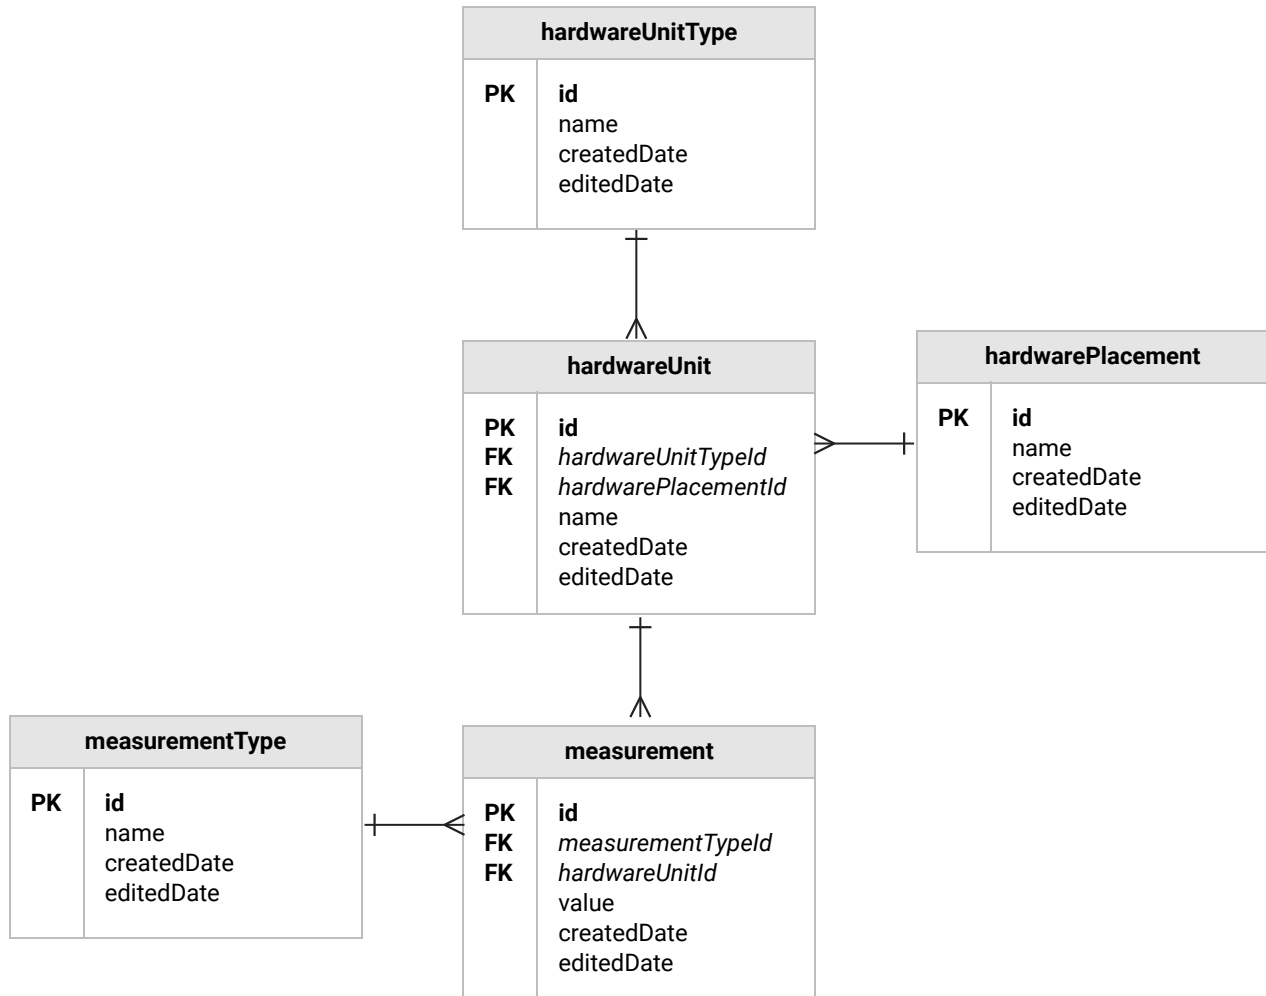 hardwareUnitType
PK id
name
createdDate
editedDate
hardwareUnit
PK id
FK hardwareUnitTypeId
FK hardwarePlacementId
name
createdDate
editedDate
hardwarePlacement
PK id
name
createdDate
editedDate
measurementType
PK id
name
createdDate
editedDate
measurement
PK id
FK measurementTypeId
FK hardwareUnitId
value
createdDate
editedDate